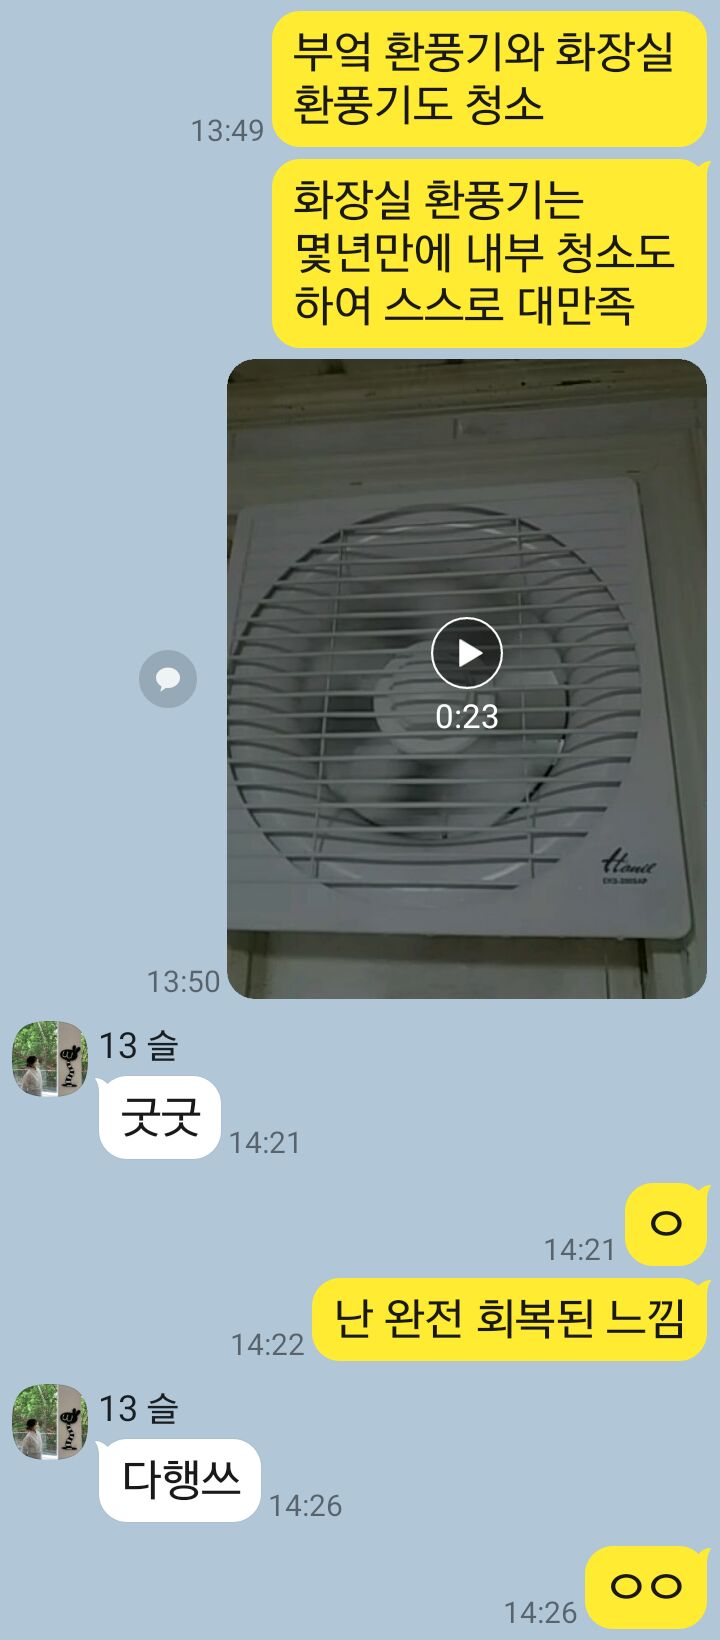 부엌 환풍기와 화장실
환풍기도 청소
13:49
화장실 환풍기는
몇년만에 내부 청소도
하여 스스로 대만족
0:23
Hanil
13:50
13 슬
굿굿
14:21
ㅇ
14:21
난 완전 회복된 느낌
14:22
13 슬
다행쓰
14:26
ㅇㅇ
14:26